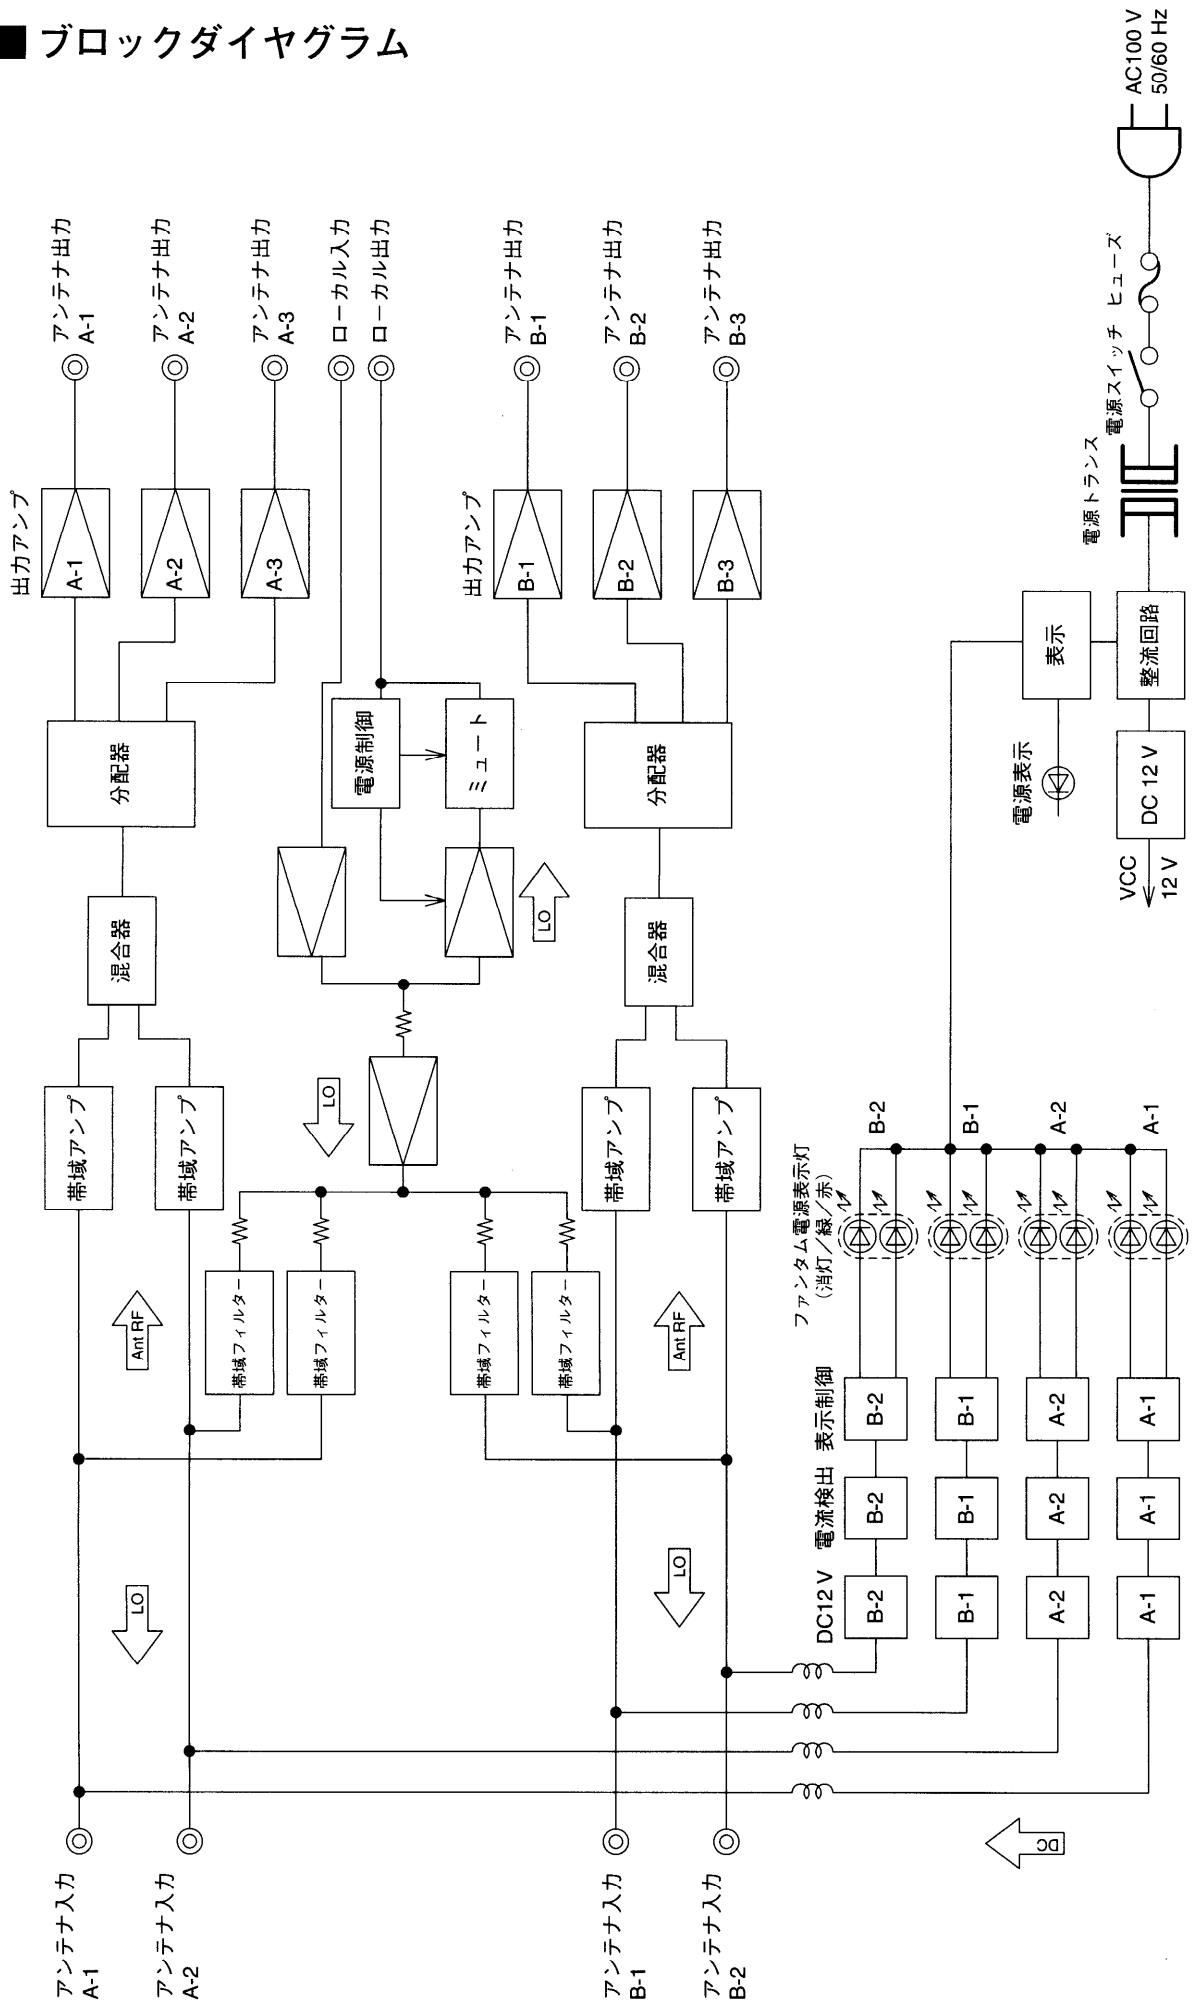 ■ ブロックダイヤグラム
アンテナ入力
A-1
アンテナ入力
A-2
アンテナ入力
B-1
アンテナ入力
B-2
LO
LO
DC
Ant RF
Ant RF
帯域フィルター
帯域フィルター
帯域フィルター
帯域フィルター
帯域アンプ
帯域アンプ
帯域アンプ
帯域アンプ
LO
LO
混合器
混合器
分配器
分配器
電源制御
ミュート
出力アンプ
A-1
A-2
A-3
出力アンプ
B-1
B-2
B-3
アンテナ出力
A-1
アンテナ出力
A-2
アンテナ出力
A-3
ローカル入力
ローカル出力
アンテナ出力
B-1
アンテナ出力
B-2
アンテナ出力
B-3
DC12 V
電流検出
表示制御
B-2
B-2
B-2
B-1
B-1
B-1
A-2
A-2
A-2
A-1
A-1
A-1
ファンタム電源表示灯
(消灯/緑/赤)
B-2
B-1
A-2
A-1
VCC
12 V
DC 12 V
電源表示
表示
整流回路
電源トランス
電源スイッチ
ヒューズ
AC100 V
50/60 Hz